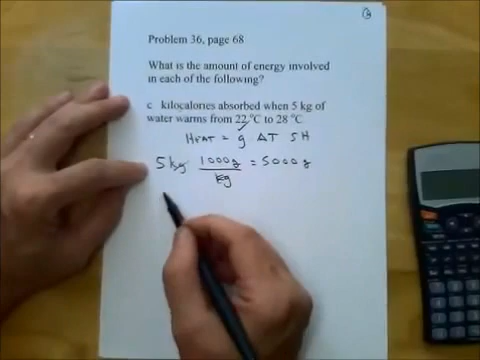 Problem 36, page 68
What is the amount of energy involved
in each of the following?
c kilocalories absorbed when 5 kg of
water warms from 22 °C to 28 °C
HEAT = g ΔT SH
5 kg 1000g = 5000 g
kg